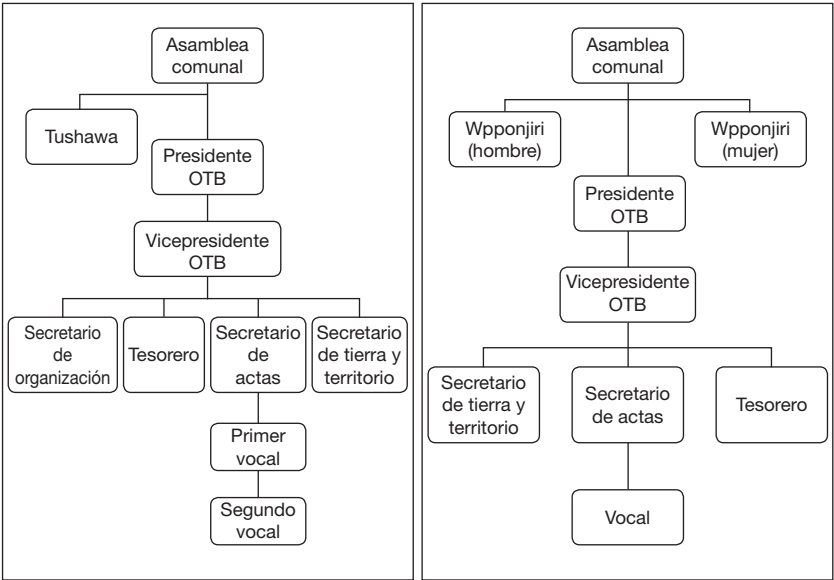 Asamblea
comunal
Tushawa
Presidente
OTB
Vicepresidente
OTB
Secretario
de
organización
Tesorero
Secretario
de
actas
Secretario
de tierra y
territorio
Primer
vocal
Segundo
vocal
Asamblea
comunal
Wpponjiri
(hombre)
Wpponjiri
(mujer)
Presidente
OTB
Vicepresidente
OTB
Secretario
de tierra y
territorio
Secretario
de actas
Tesorero
Vocal